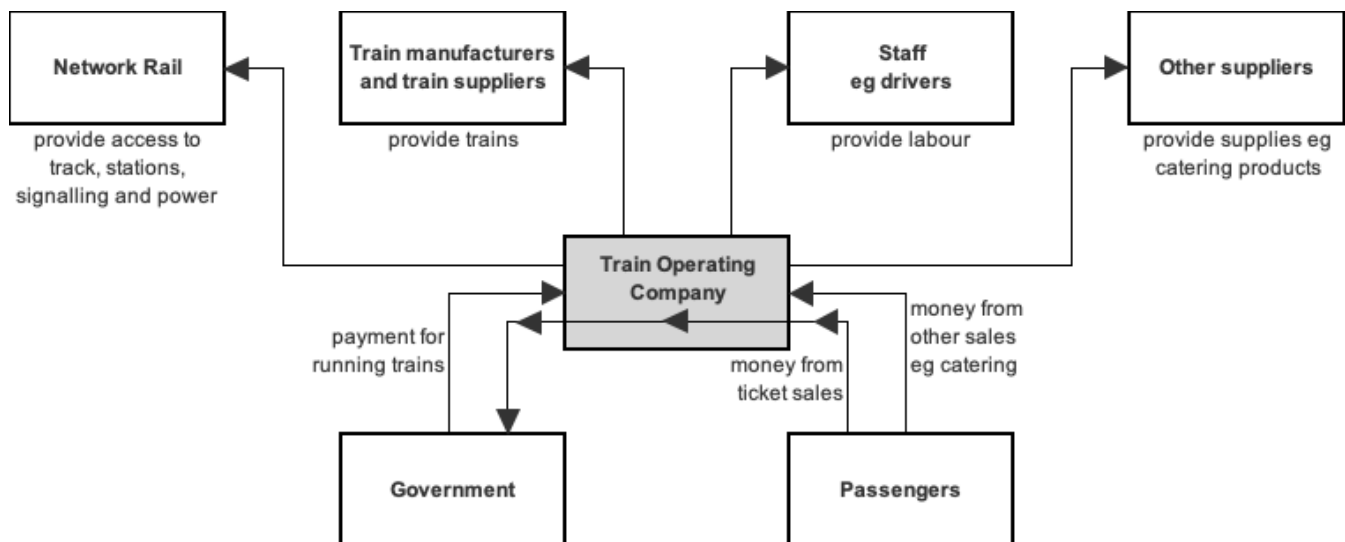 Network Rail
provide access to
track, stations,
signalling and power
Train manufacturers
and train suppliers
provide trains
Staff
eg drivers
provide labour
Other suppliers
provide supplies eg
catering products
Train Operating
Company
payment for
running trains
money from
ticket sales
money from
other sales
eg catering
Government
Passengers